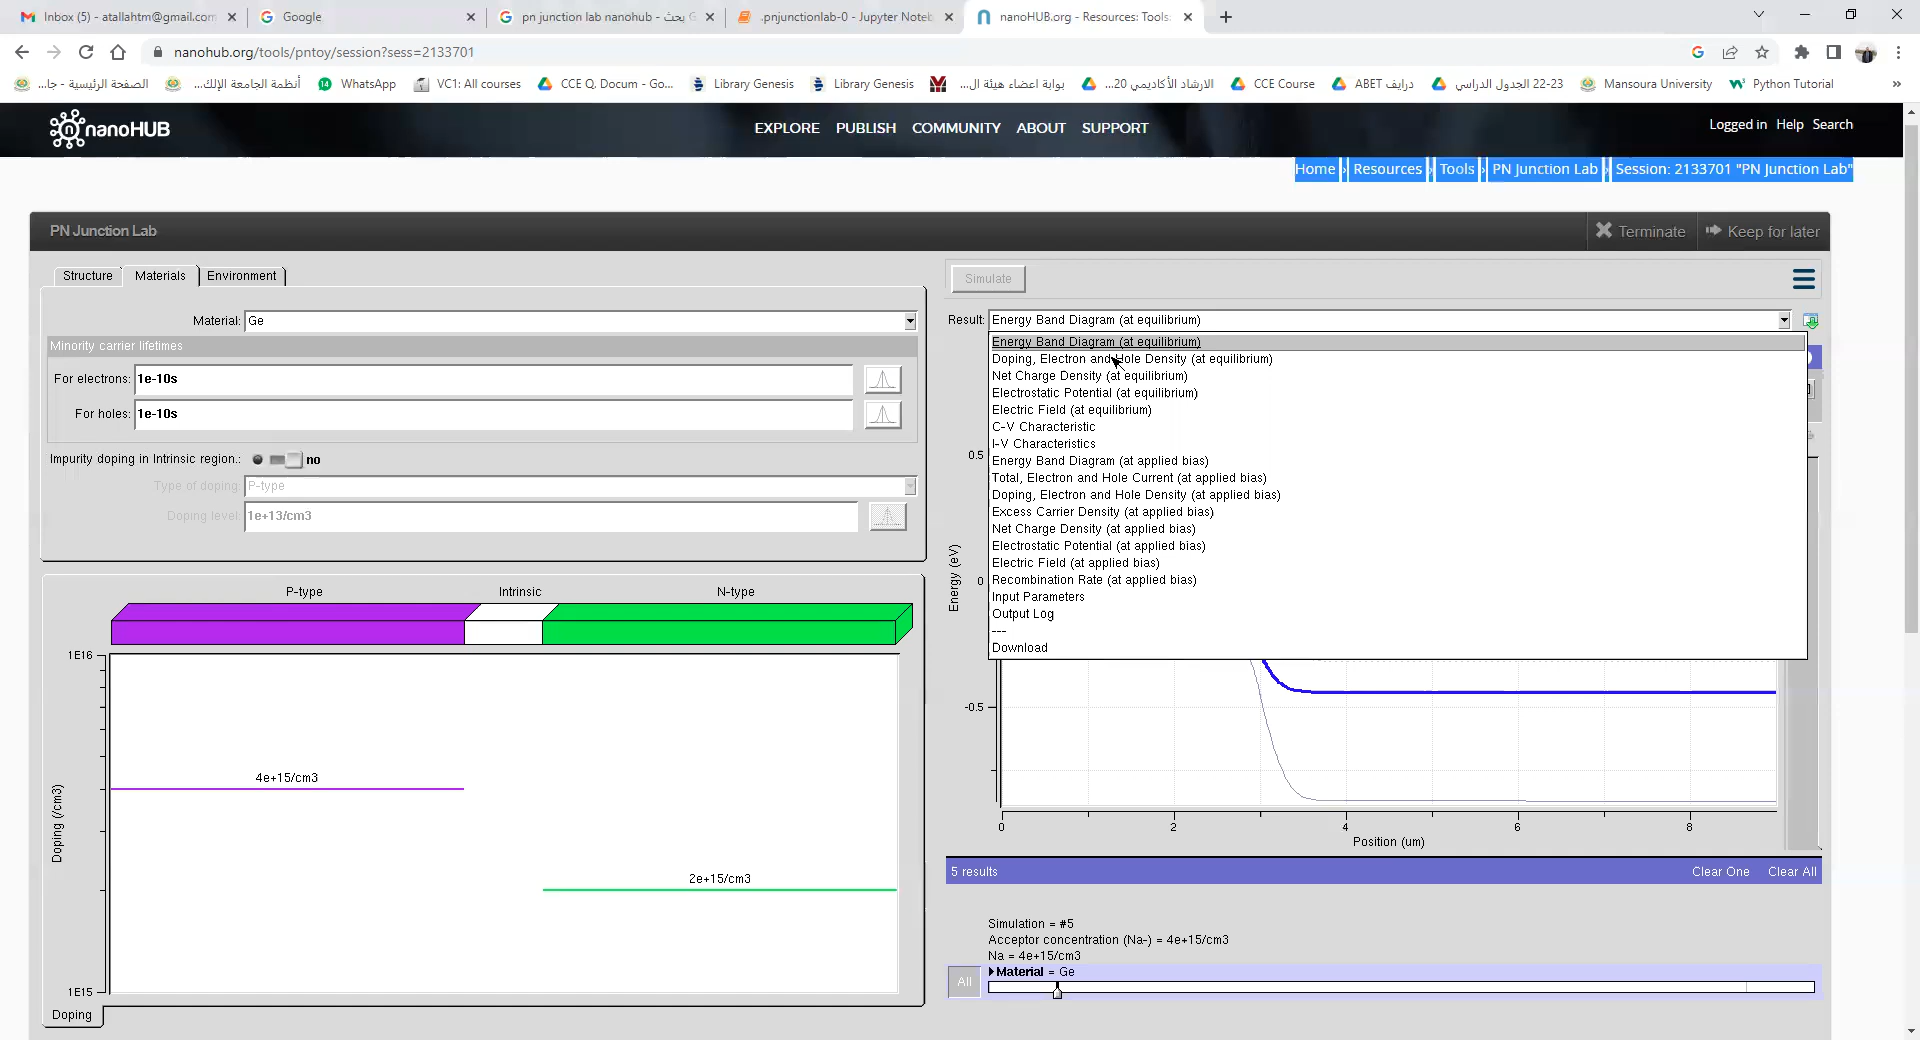 Inbox (5) - atallahtm@gmail.com
Google
pn junction lab nanohub - بحث G
.pnjunctionlab-0 - Jupyter Noteb
nanoHUB.org - Resources: Tools:
nanohub.org/tools/pntoy/session?sess=2133701
الصفحة الرئيسية - جا...
أنظمة الجامعة الإلك...
14
WhatsApp
VC1: All courses
CCE Q, Docum - Go...
Library Genesis
Library Genesis
بوابة اعضاء هيئة ال...
الارشاد الأكاديمي 20...
CCE Course
درايف ABET
الجدول الدراسي 22-23
Mansoura University
Python Tutorial
»
nanoHUB
EXPLORE PUBLISH COMMUNITY ABOUT SUPPORT
Logged in Help Search
Home › Resources › Tools › PN Junction Lab › Session: 2133701 "PN Junction Lab"
PN Junction Lab
Terminate
Keep for later
Structure Materials Environment
Simulate
Material: Ge
Minority carrier lifetimes
For electrons: 1e-10s
For holes: 1e-10s
Impurity doping in Intrinsic region.: no
Type of doping: P-type
Doping level: 1e+13/cm3
Result: Energy Band Diagram (at equilibrium)
Energy Band Diagram (at equilibrium)
Doping, Electron and Hole Density (at equilibrium)
Net Charge Density (at equilibrium)
Electrostatic Potential (at equilibrium)
Electric Field (at equilibrium)
C-V Characteristic
I-V Characteristics
Energy Band Diagram (at applied bias)
Total, Electron and Hole Current (at applied bias)
Doping, Electron and Hole Density (at applied bias)
Excess Carrier Density (at applied bias)
Net Charge Density (at applied bias)
Electrostatic Potential (at applied bias)
Electric Field (at applied bias)
Recombination Rate (at applied bias)
Input Parameters
Output Log
---
Download
P-type Intrinsic N-type
1E16
4e+15/cm3
2e+15/cm3
Doping (/cm3)
1E15
Doping
0.5
0
-0.5
Energy (eV)
0 2 4 6 8
Position (um)
5 results
Clear One Clear All
Simulation = #5
Acceptor concentration (Na-) = 4e+15/cm3
Na = 4e+15/cm3
All
Material = Ge